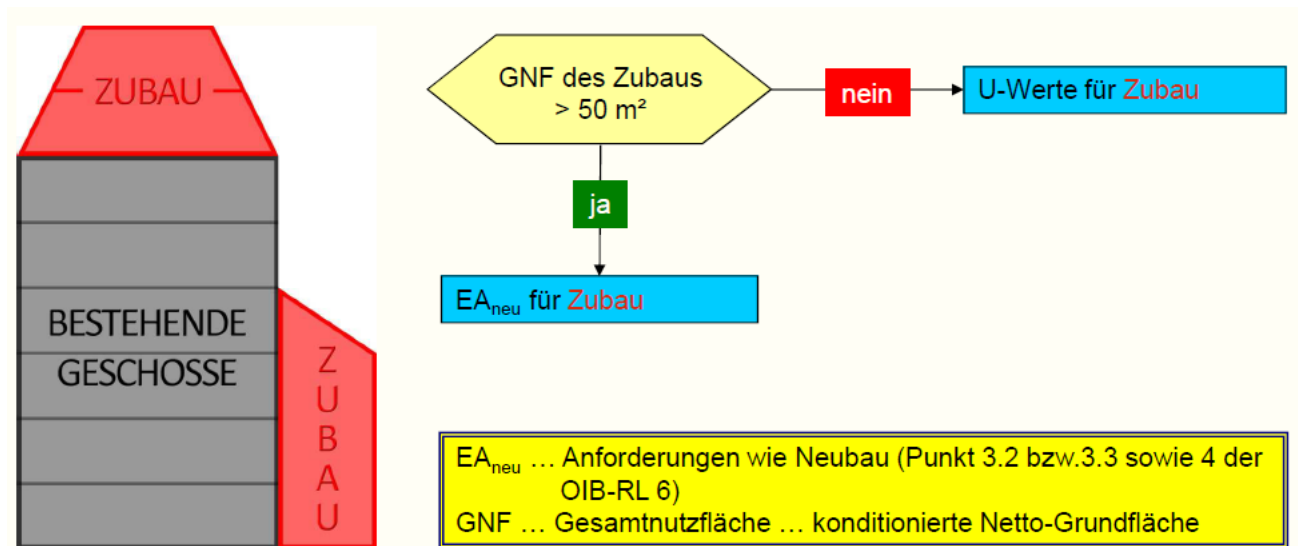 ZUBAU
BESTEHENDE
GESCHOSSE
Z
U
B
A
U
GNF des Zubaus
> 50 m²
nein
U-Werte für Zubau
ja
EAneu für Zubau
EAneu … Anforderungen wie Neubau (Punkt 3.2 bzw.3.3 sowie 4 der
OIB-RL 6)
GNF … Gesamtnutzfläche … konditionierte Netto-Grundfläche